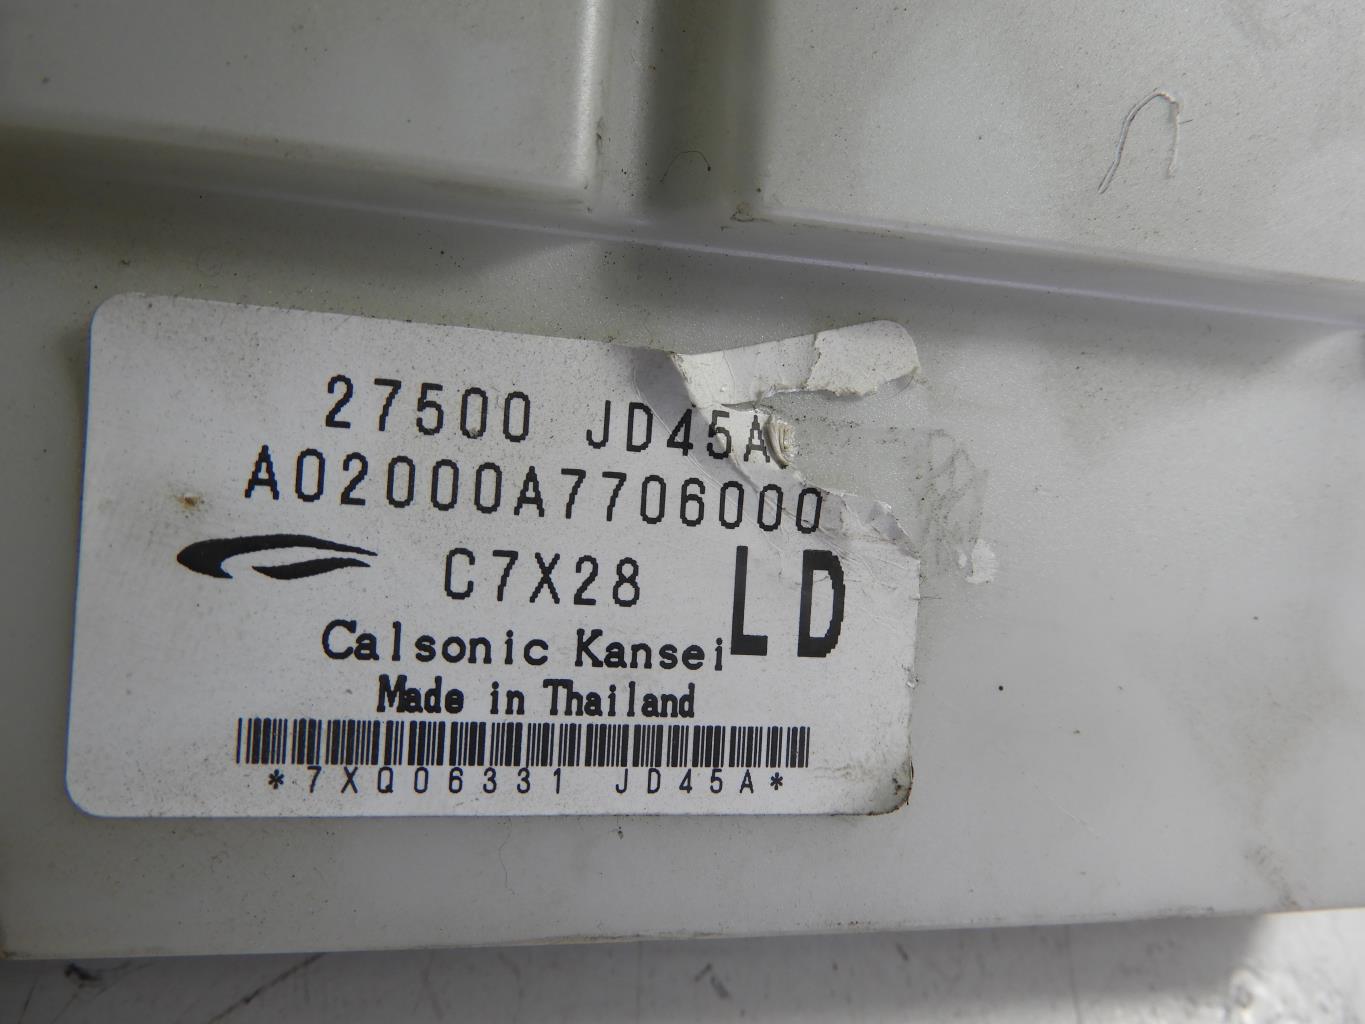 27500 JD45A
A02000A7706000
C7X28 LD
Calsonic Kansei
Made in Thailand
*7XQ06331 JD45A*